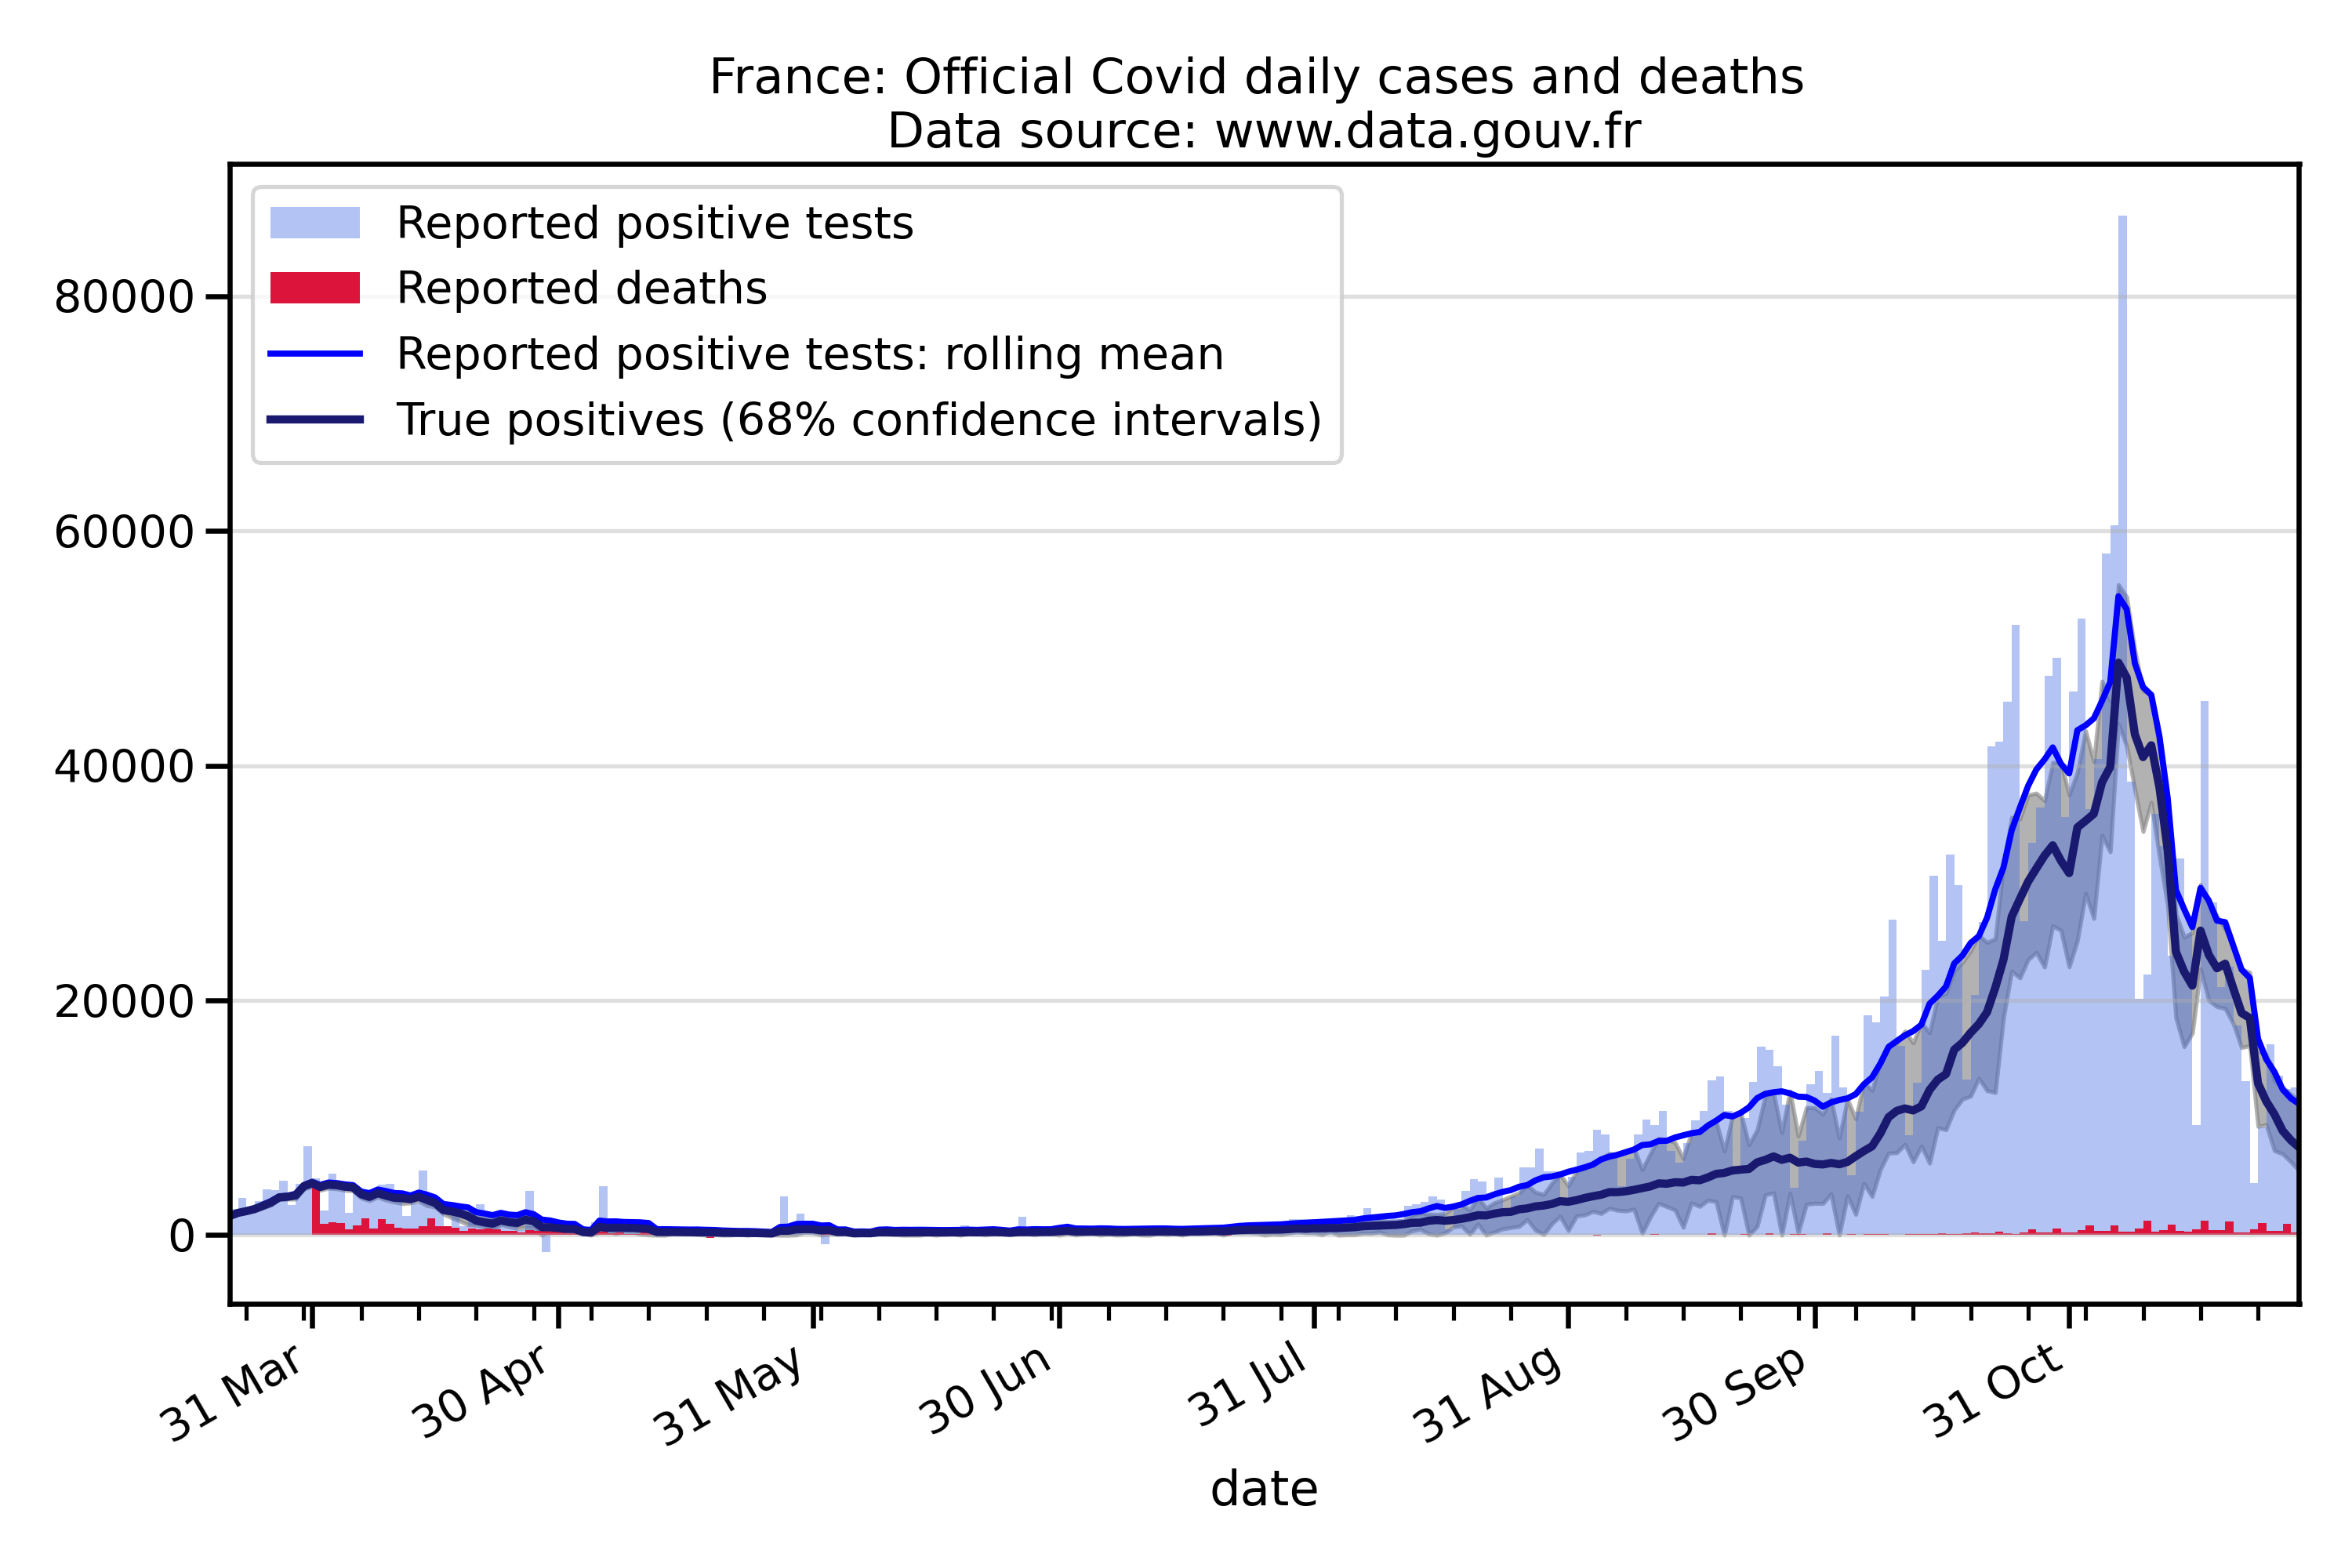 France: Official Covid daily cases and deaths
Data source: www.data.gouv.fr
Reported positive tests
Reported deaths
Reported positive tests: rolling mean
True positives (68% confidence intervals)
80000
60000
40000
20000
0
31 Mar
30 Apr
31 May
30 Jun
31 Jul
31 Aug
30 Sep
31 Oct
date